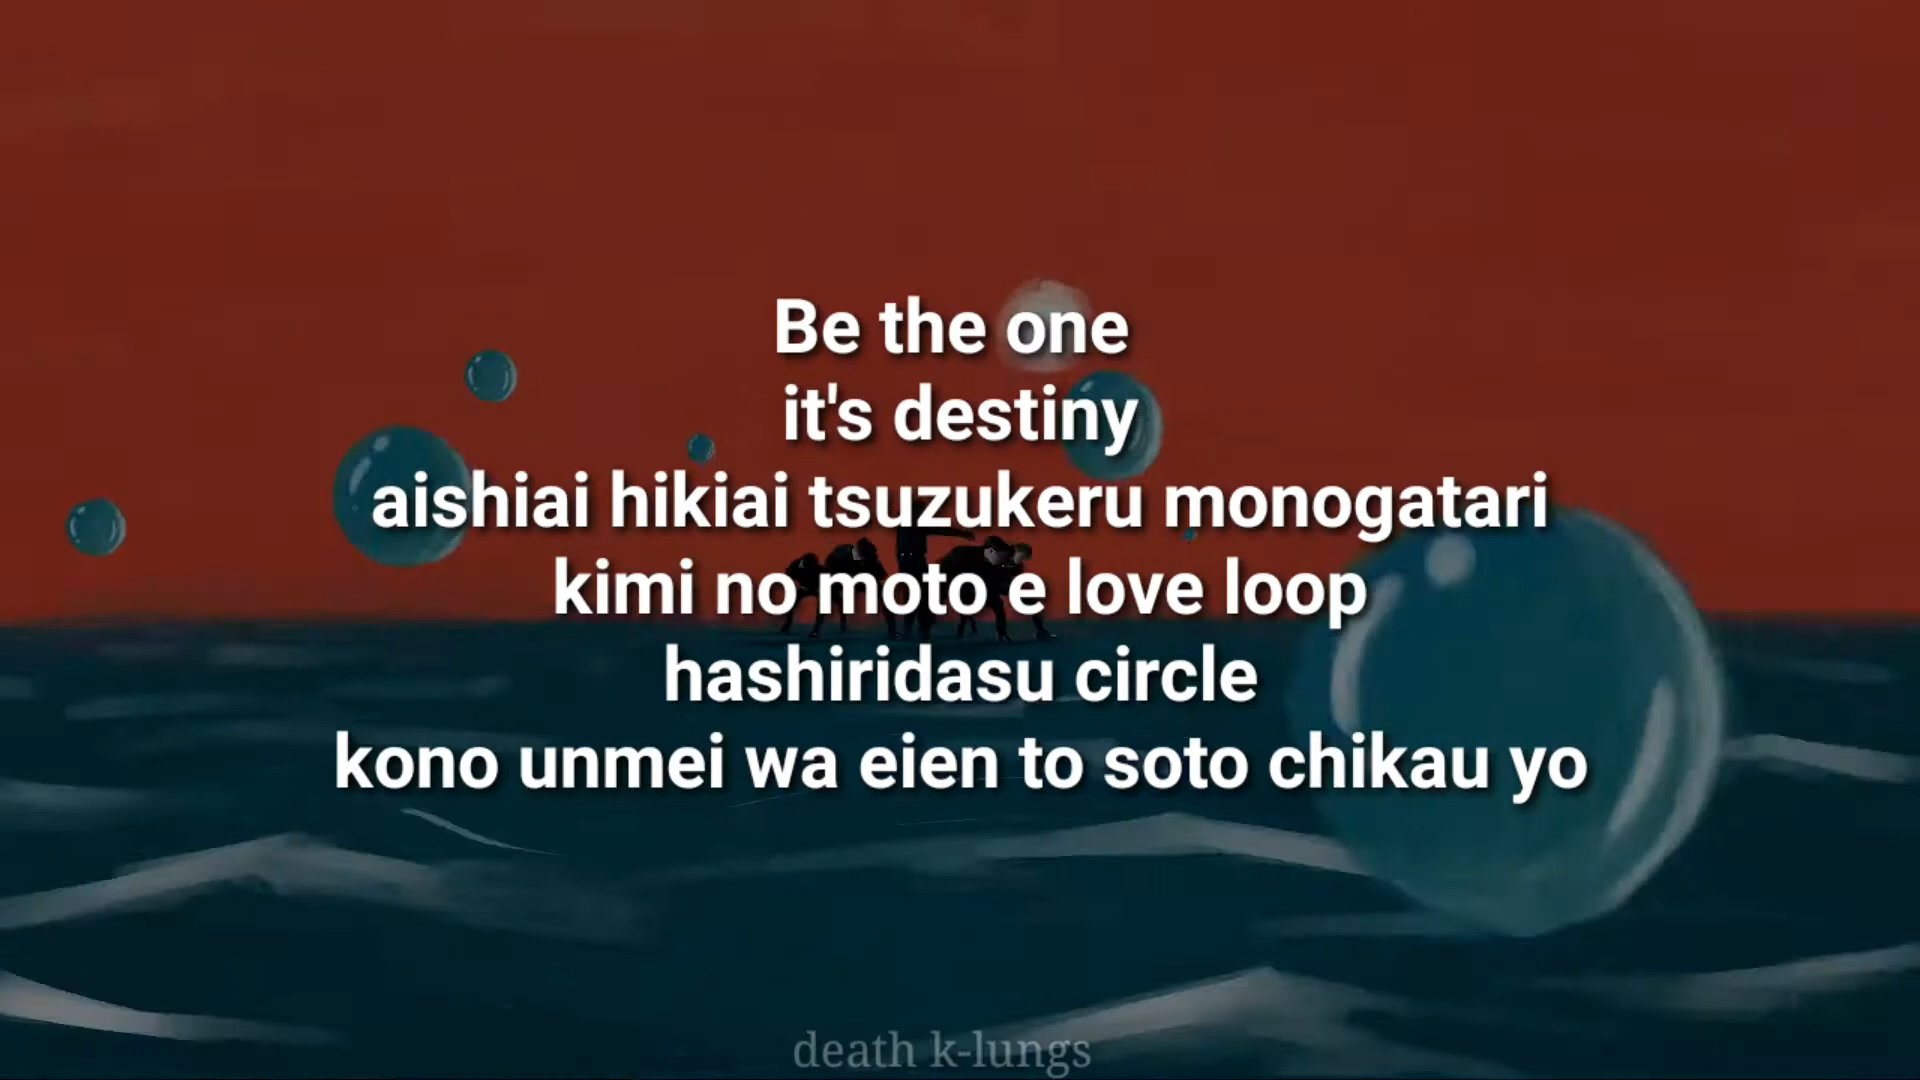 Be the one
it's destiny
aishiai hikiai tsuzukeru monogatari
kimi no moto e love loop
hashiridasu circle
kono unmei wa eien to soto chikau yo
death k-lungs